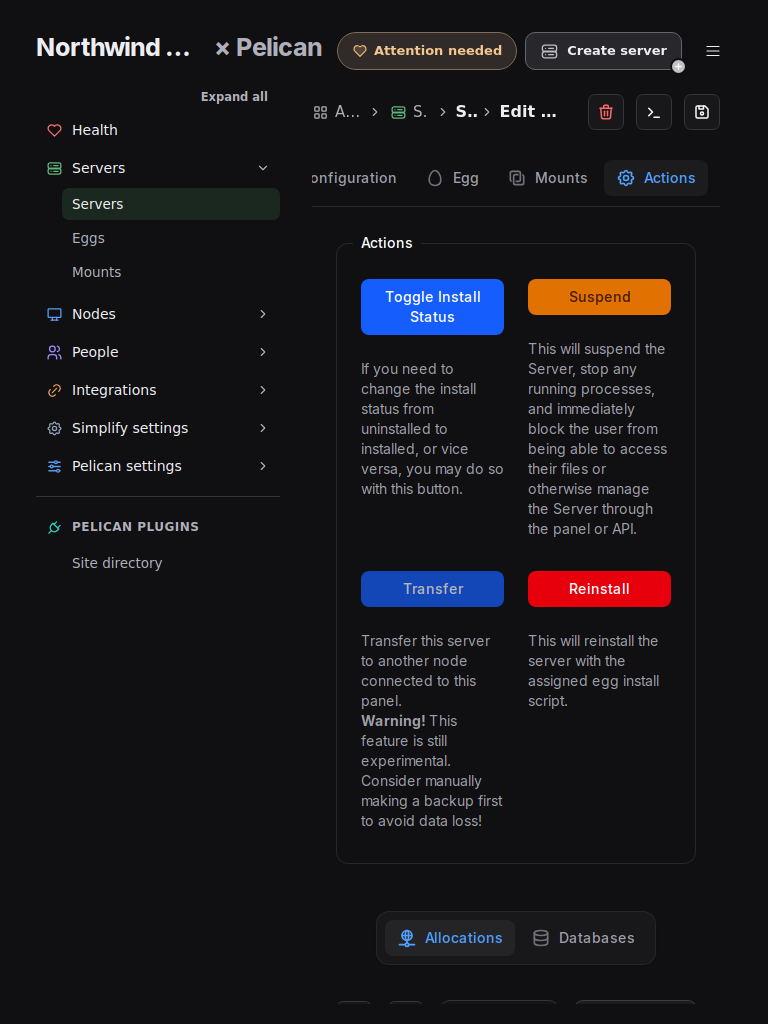 Northwind ... × Pelican
Attention needed
Create server
Expand all
Health
Servers
Servers
Eggs
Mounts
Nodes
People
Integrations
Simplify settings
Pelican settings
PELICAN PLUGINS
Site directory
A... > S. > S.. > Edit ...
onfiguration
Egg
Mounts
Actions
Actions
Toggle Install
Status
If you need to
change the install
status from
uninstalled to
installed, or vice
versa, you may do so
with this button.
Suspend
This will suspend the
Server, stop any
running processes,
and immediately
block the user from
being able to access
their files or
otherwise manage
the Server through
the panel or API.
Transfer
Transfer this server
to another node
connected to this
panel.
Warning! This
feature is still
experimental.
Consider manually
making a backup first
to avoid data loss!
Reinstall
This will reinstall the
server with the
assigned egg install
script.
Allocations
Databases